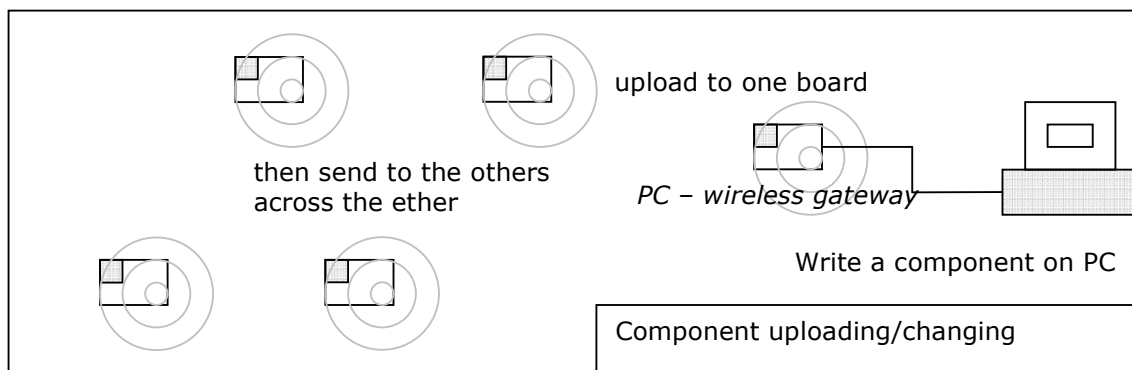 upload to one board
then send to the others
across the ether
PC – wireless gateway
Write a component on PC
Component uploading/changing